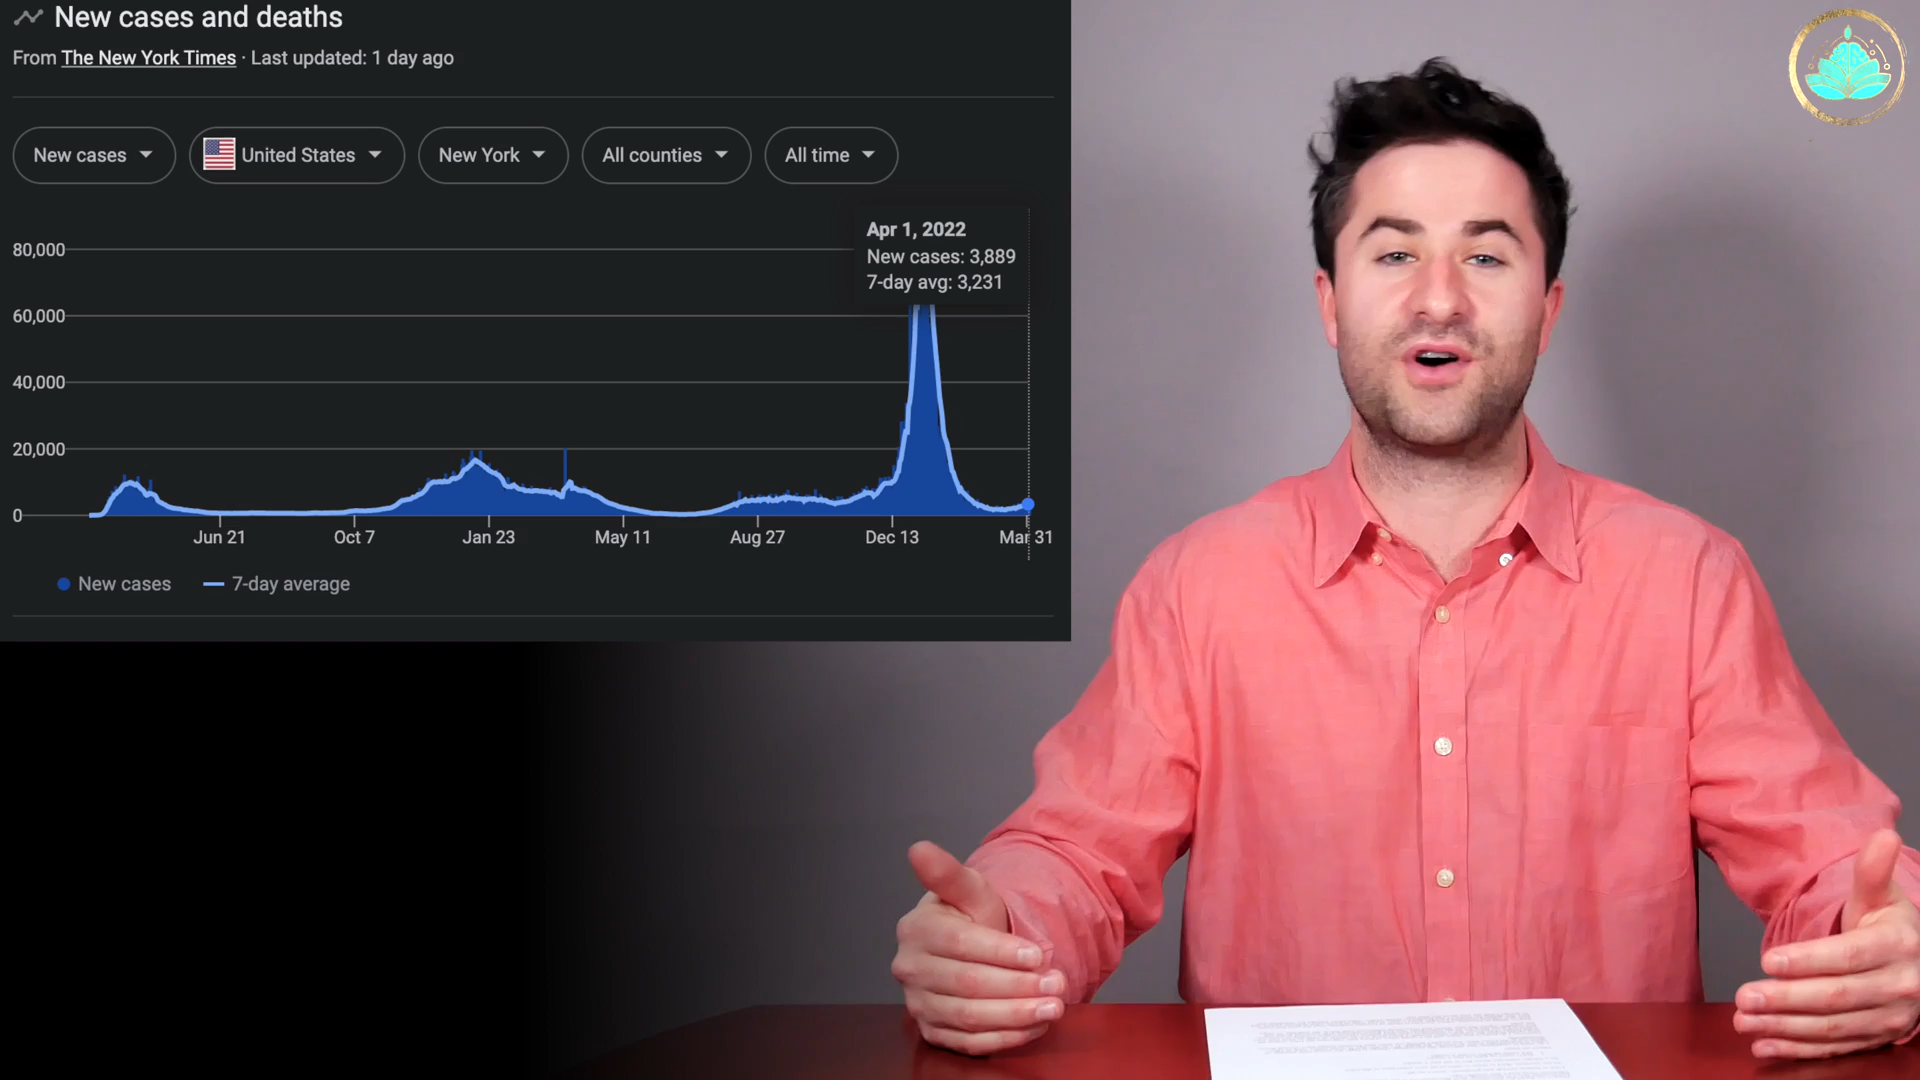 New cases and deaths
From The New York Times · Last updated: 1 day ago
New cases United States New York All counties All time
Apr 1, 2022
New cases: 3,889
7-day avg: 3,231
80,000
60,000
40,000
20,000
0
Jun 21 Oct 7 Jan 23 May 11 Aug 27 Dec 13 Mar 31
New cases 7-day average